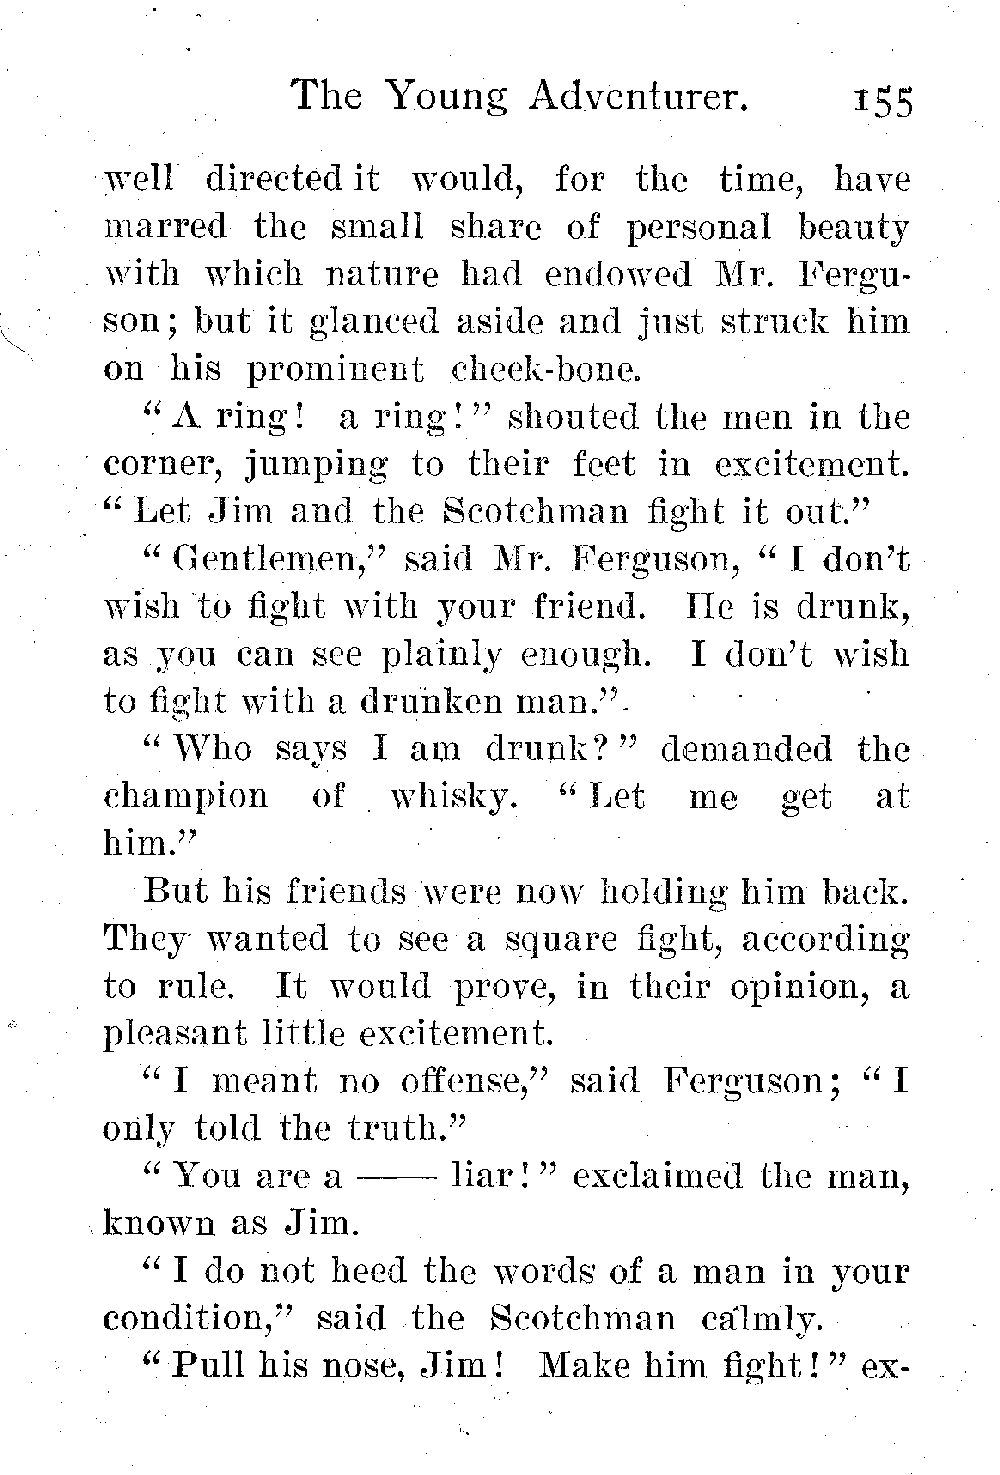 The Young Adventurer. 155
well directed it would, for the time, have
marred the small share of personal beauty
with which nature had endowed Mr. Fergu-
son; but it glanced aside and just struck him
on his prominent cheek-bone.
“A ring! a ring!” shouted the men in the
corner, jumping to their feet in excitement.
“Let Jim and the Scotchman fight it out.”
“Gentlemen,” said Mr. Ferguson, “I don’t
wish to fight with your friend. He is drunk,
as you can see plainly enough. I don’t wish
to fight with a drunken man.”
“Who says I am drunk?” demanded the
champion of whisky. “Let me get at
him.”
But his friends were now holding him back.
They wanted to see a square fight, according
to rule. It would prove, in their opinion, a
pleasant little excitement.
“I meant no offense,” said Ferguson; “I
only told the truth.”
“You are a —— liar!” exclaimed the man,
known as Jim.
“I do not heed the words of a man in your
condition,” said the Scotchman calmly.
“Pull his nose, Jim! Make him fight!” ex-